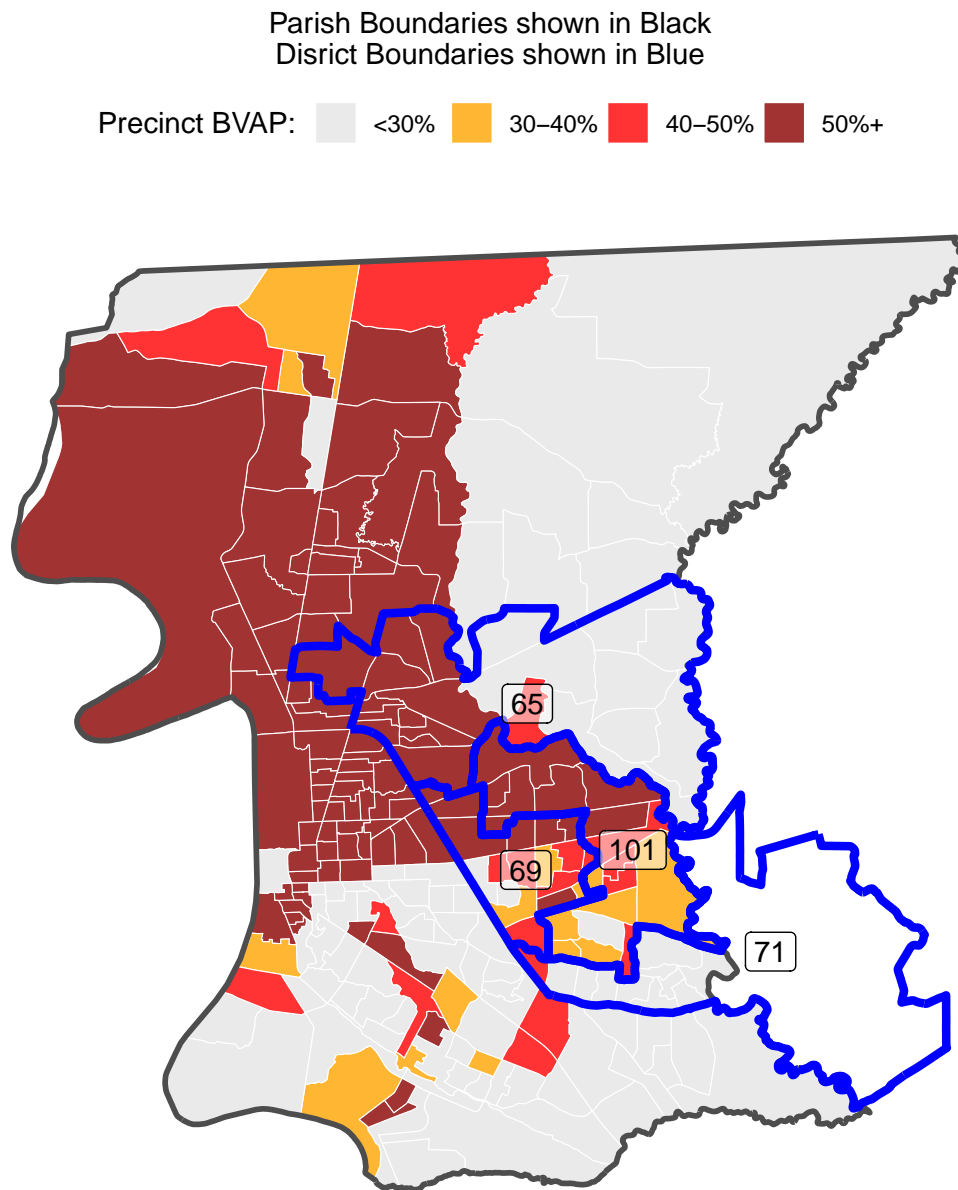 Parish Boundaries shown in Black
Disrict Boundaries shown in Blue
Precinct BVAP: <30% 30−40% 40−50% 50%+
65
101
69
71